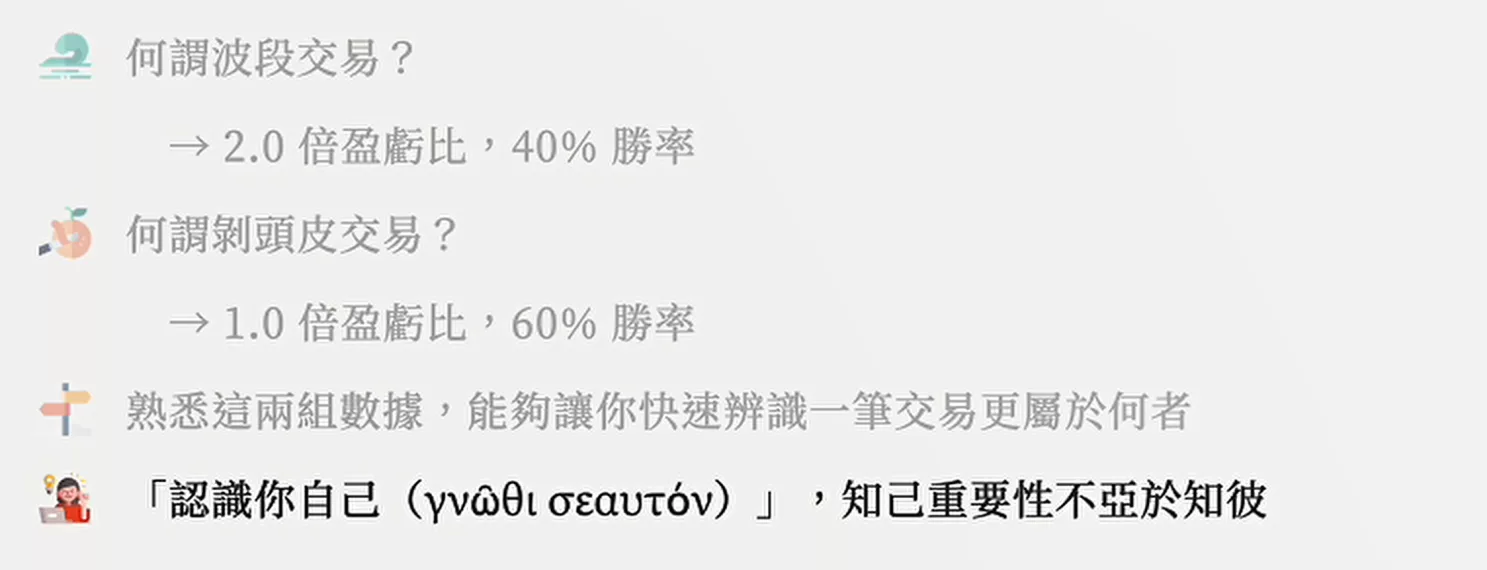 何謂波段交易？
→ 2.0 倍盈虧比，40% 勝率
何謂剝頭皮交易？
→ 1.0 倍盈虧比，60% 勝率
熟悉這兩組數據，能夠讓你快速辨識一筆交易更屬於何者
「認識你自己（γνῶθι σεαυτόν）」，知己重要性不亞於知彼